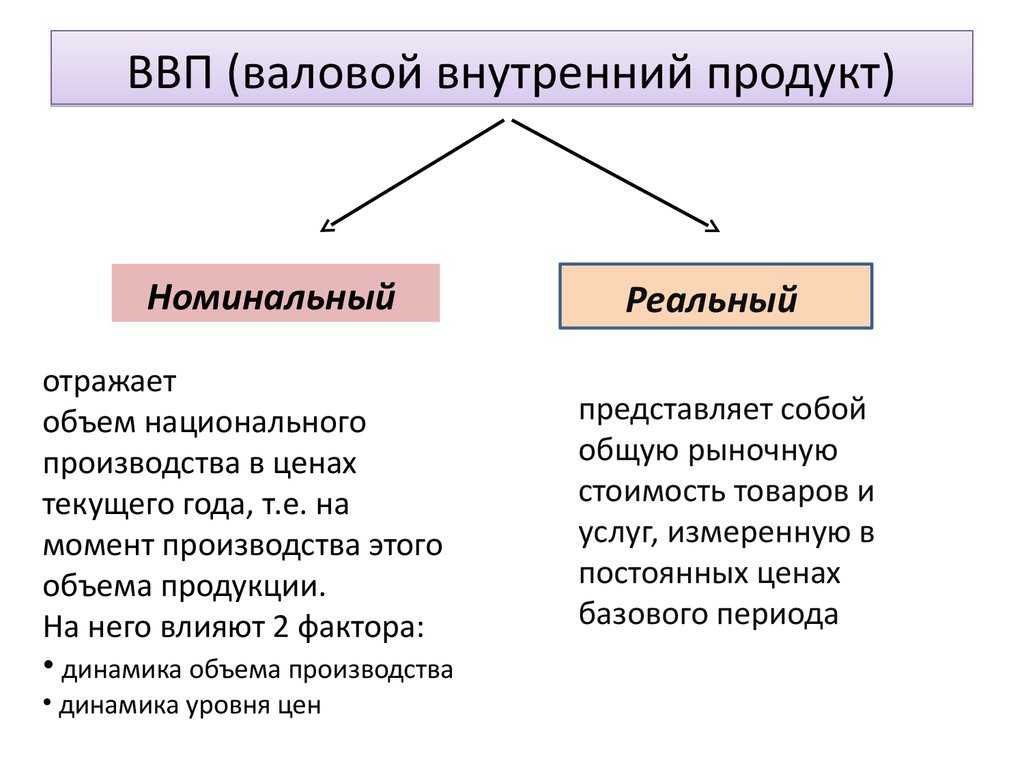 ВВП (валовой внутренний продукт)
Номинальный
отражает
объем национального
производства в ценах
текущего года, т.е. на
момент производства этого
объема продукции.
На него влияют 2 фактора:
• динамика объема производства
• динамика уровня цен
Реальный
представляет собой
общую рыночную
стоимость товаров и
услуг, измеренную в
постоянных ценах
базового периода